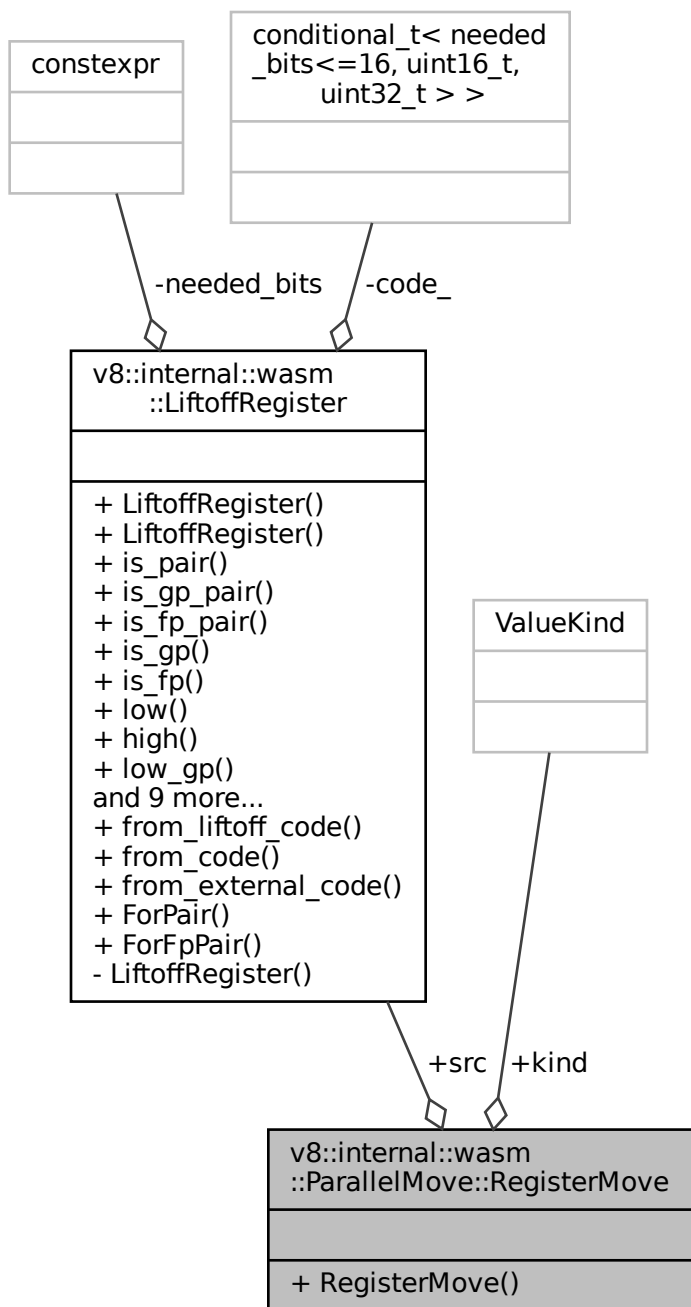 constexpr
conditional_t< needed
_bits<=16, uint16_t,
uint32_t > >
-needed_bits
-code_
v8::internal::wasm
::LiftoffRegister
+ LiftoffRegister()
+ LiftoffRegister()
+ is_pair()
+ is_gp_pair()
+ is_fp_pair()
+ is_gp()
+ is_fp()
+ low()
+ high()
+ low_gp()
and 9 more...
+ from_liftoff_code()
+ from_code()
+ from_external_code()
+ ForPair()
+ ForFpPair()
- LiftoffRegister()
ValueKind
+src
+kind
v8::internal::wasm
::ParallelMove::RegisterMove
+ RegisterMove()